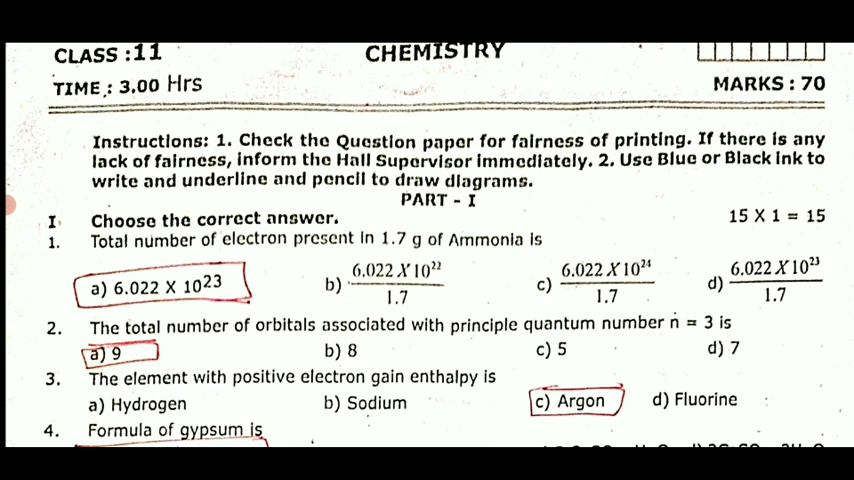 CLASS : 11 CHEMISTRY
TIME : 3.00 Hrs MARKS : 70
Instructions: 1. Check the Question paper for fairness of printing. If there is any
lack of fairness, inform the Hall Supervisor immediately. 2. Use Blue or Black ink to
write and underline and pencil to draw diagrams.
PART - I
I Choose the correct answer. 15 X 1 = 15
1. Total number of electron present in 1.7 g of Ammonia is
a) 6.022 X 10²³ b) 6.022 X 10²² / 1.7 c) 6.022 X 10²⁴ / 1.7 d) 6.022 X 10²³ / 1.7
2. The total number of orbitals associated with principle quantum number n = 3 is
a) 9 b) 8 c) 5 d) 7
3. The element with positive electron gain enthalpy is
a) Hydrogen b) Sodium c) Argon d) Fluorine
4. Formula of gypsum is